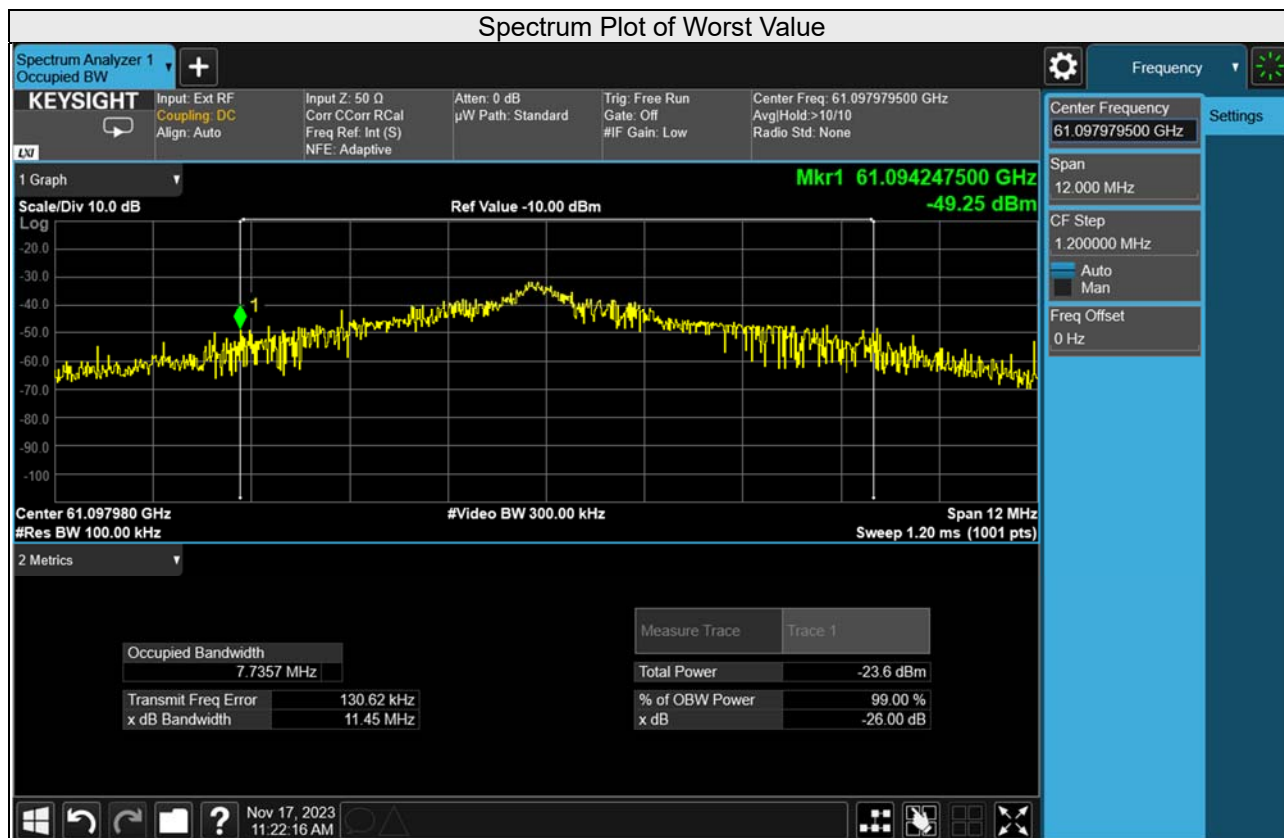 Spectrum Plot of Worst Value
Spectrum Analyzer 1
Occupied BW
+
Frequency
KEYSIGHT
LXI
Input: Ext RF
Coupling: DC
Align: Auto
Input Z: 50 Ω
Corr CCorr RCal
Freq Ref: Int (S)
NFE: Adaptive
Atten: 0 dB
µW Path: Standard
Trig: Free Run
Gate: Off
#IF Gain: Low
Center Freq: 61.097979500 GHz
Avg|Hold:>10/10
Radio Std: None
Center Frequency
61.097979500 GHz
Settings
Span
12.000 MHz
CF Step
1.200000 MHz
Auto
Man
Freq Offset
0 Hz
1 Graph
Mkr1 61.094247500 GHz
-49.25 dBm
Scale/Div 10.0 dB
Ref Value -10.00 dBm
Log
-20.0
-30.0
-40.0
-50.0
-60.0
-70.0
-80.0
-90.0
-100
1
Center 61.097980 GHz
#Video BW 300.00 kHz
Span 12 MHz
#Res BW 100.00 kHz
Sweep 1.20 ms (1001 pts)
2 Metrics
Measure Trace Trace 1
Occupied Bandwidth
7.7357 MHz
Total Power -23.6 dBm
Transmit Freq Error 130.62 kHz
% of OBW Power 99.00 %
x dB Bandwidth 11.45 MHz
x dB -26.00 dB
?
Nov 17, 2023
11:22:16 AM